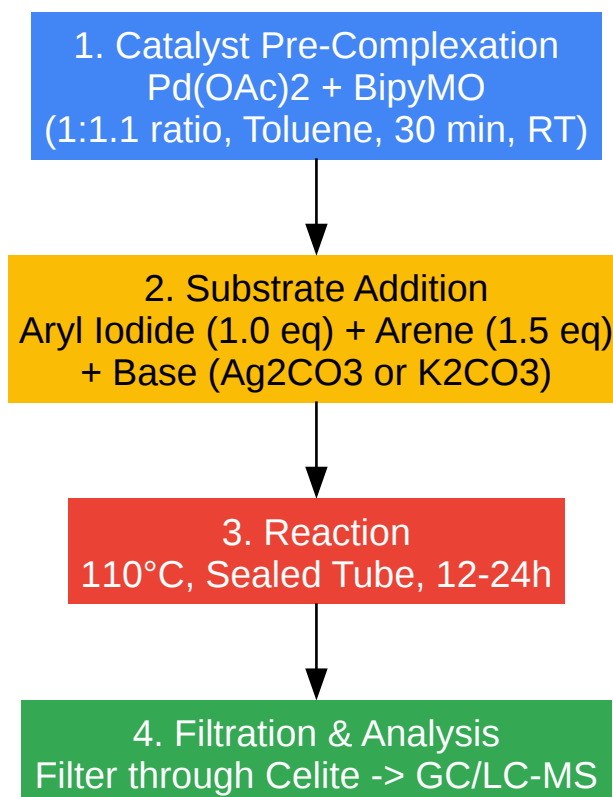 1. Catalyst Pre-Complexation
Pd(OAc)2 + BipyMO
(1:1.1 ratio, Toluene, 30 min, RT)
2. Substrate Addition
Aryl Iodide (1.0 eq) + Arene (1.5 eq)
+ Base (Ag2CO3 or K2CO3)
3. Reaction
110°C, Sealed Tube, 12-24h
4. Filtration & Analysis
Filter through Celite -> GC/LC-MS